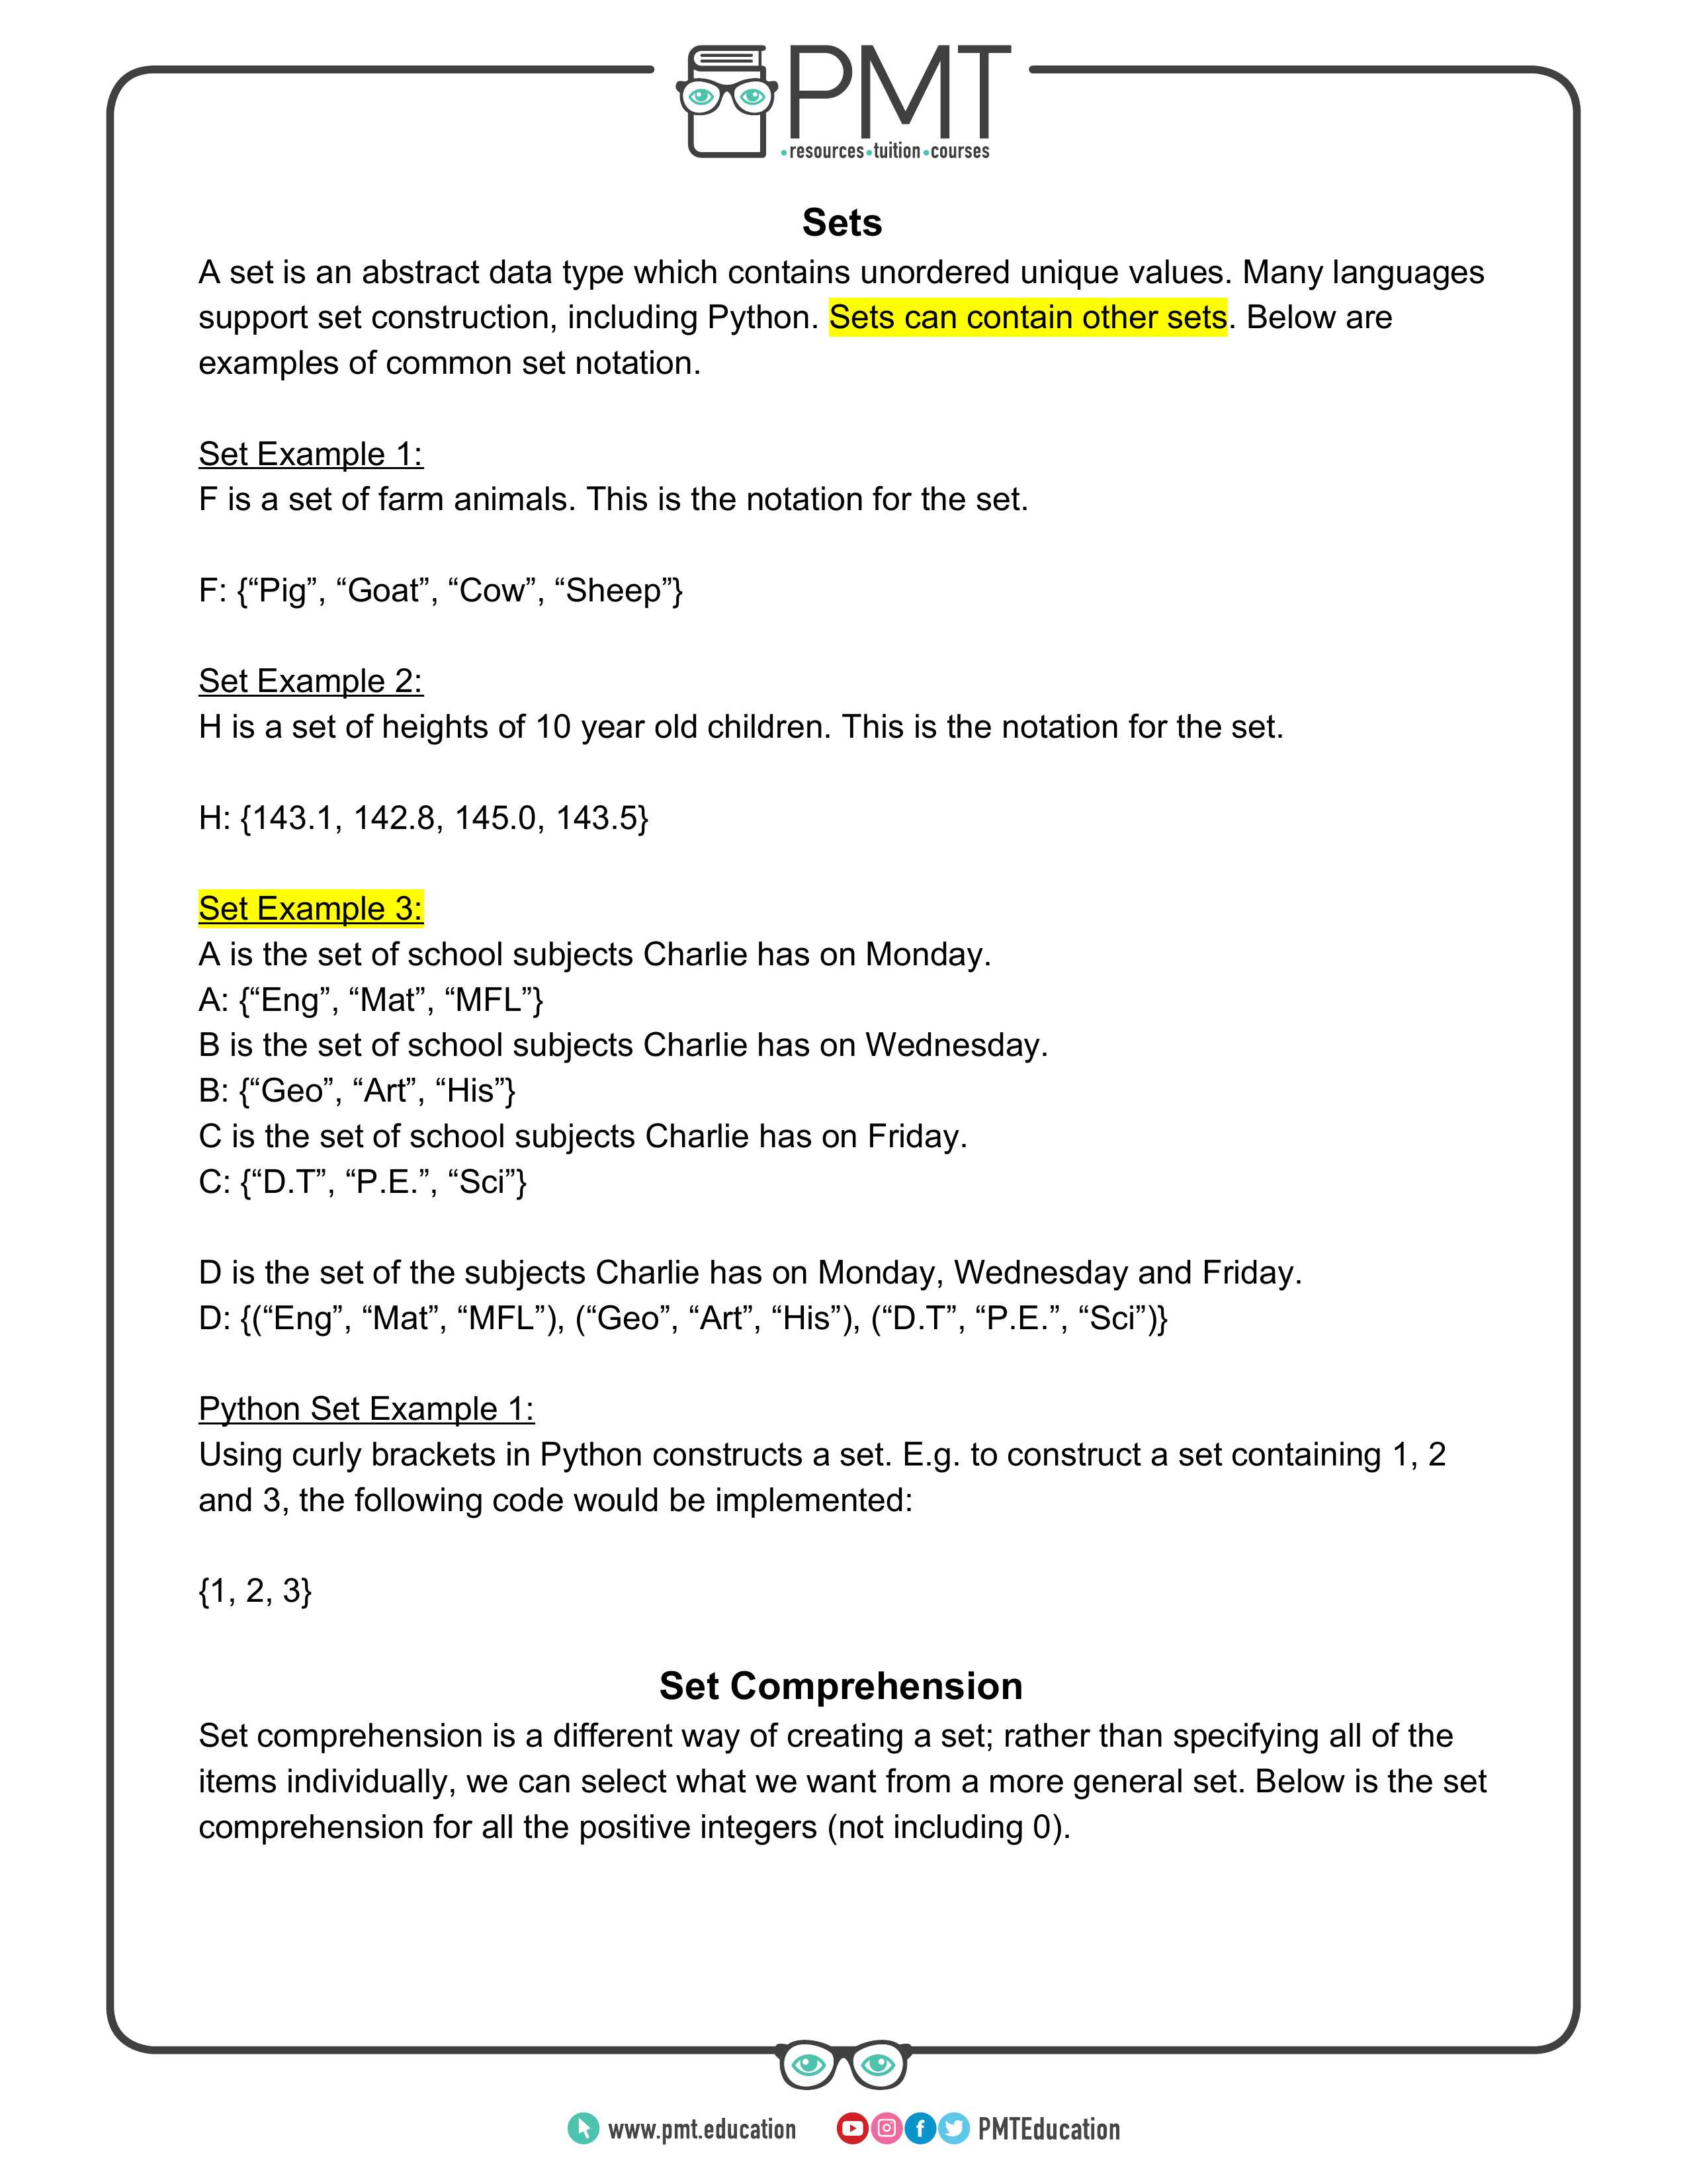 PMT
•resources•tuition•courses
Sets
A set is an abstract data type which contains unordered unique values. Many languages
support set construction, including Python. Sets can contain other sets. Below are
examples of common set notation.
Set Example 1:
F is a set of farm animals. This is the notation for the set.
F: {“Pig”, “Goat”, “Cow”, “Sheep”}
Set Example 2:
H is a set of heights of 10 year old children. This is the notation for the set.
H: {143.1, 142.8, 145.0, 143.5}
Set Example 3:
A is the set of school subjects Charlie has on Monday.
A: {“Eng”, “Mat”, “MFL”}
B is the set of school subjects Charlie has on Wednesday.
B: {“Geo”, “Art”, “His”}
C is the set of school subjects Charlie has on Friday.
C: {“D.T”, “P.E.”, “Sci”}
D is the set of the subjects Charlie has on Monday, Wednesday and Friday.
D: {(“Eng”, “Mat”, “MFL”), (“Geo”, “Art”, “His”), (“D.T”, “P.E.”, “Sci”)}
Python Set Example 1:
Using curly brackets in Python constructs a set. E.g. to construct a set containing 1, 2
and 3, the following code would be implemented:
{1, 2, 3}
Set Comprehension
Set comprehension is a different way of creating a set; rather than specifying all of the
items individually, we can select what we want from a more general set. Below is the set
comprehension for all the positive integers (not including 0).
www.pmt.education PMTEducation